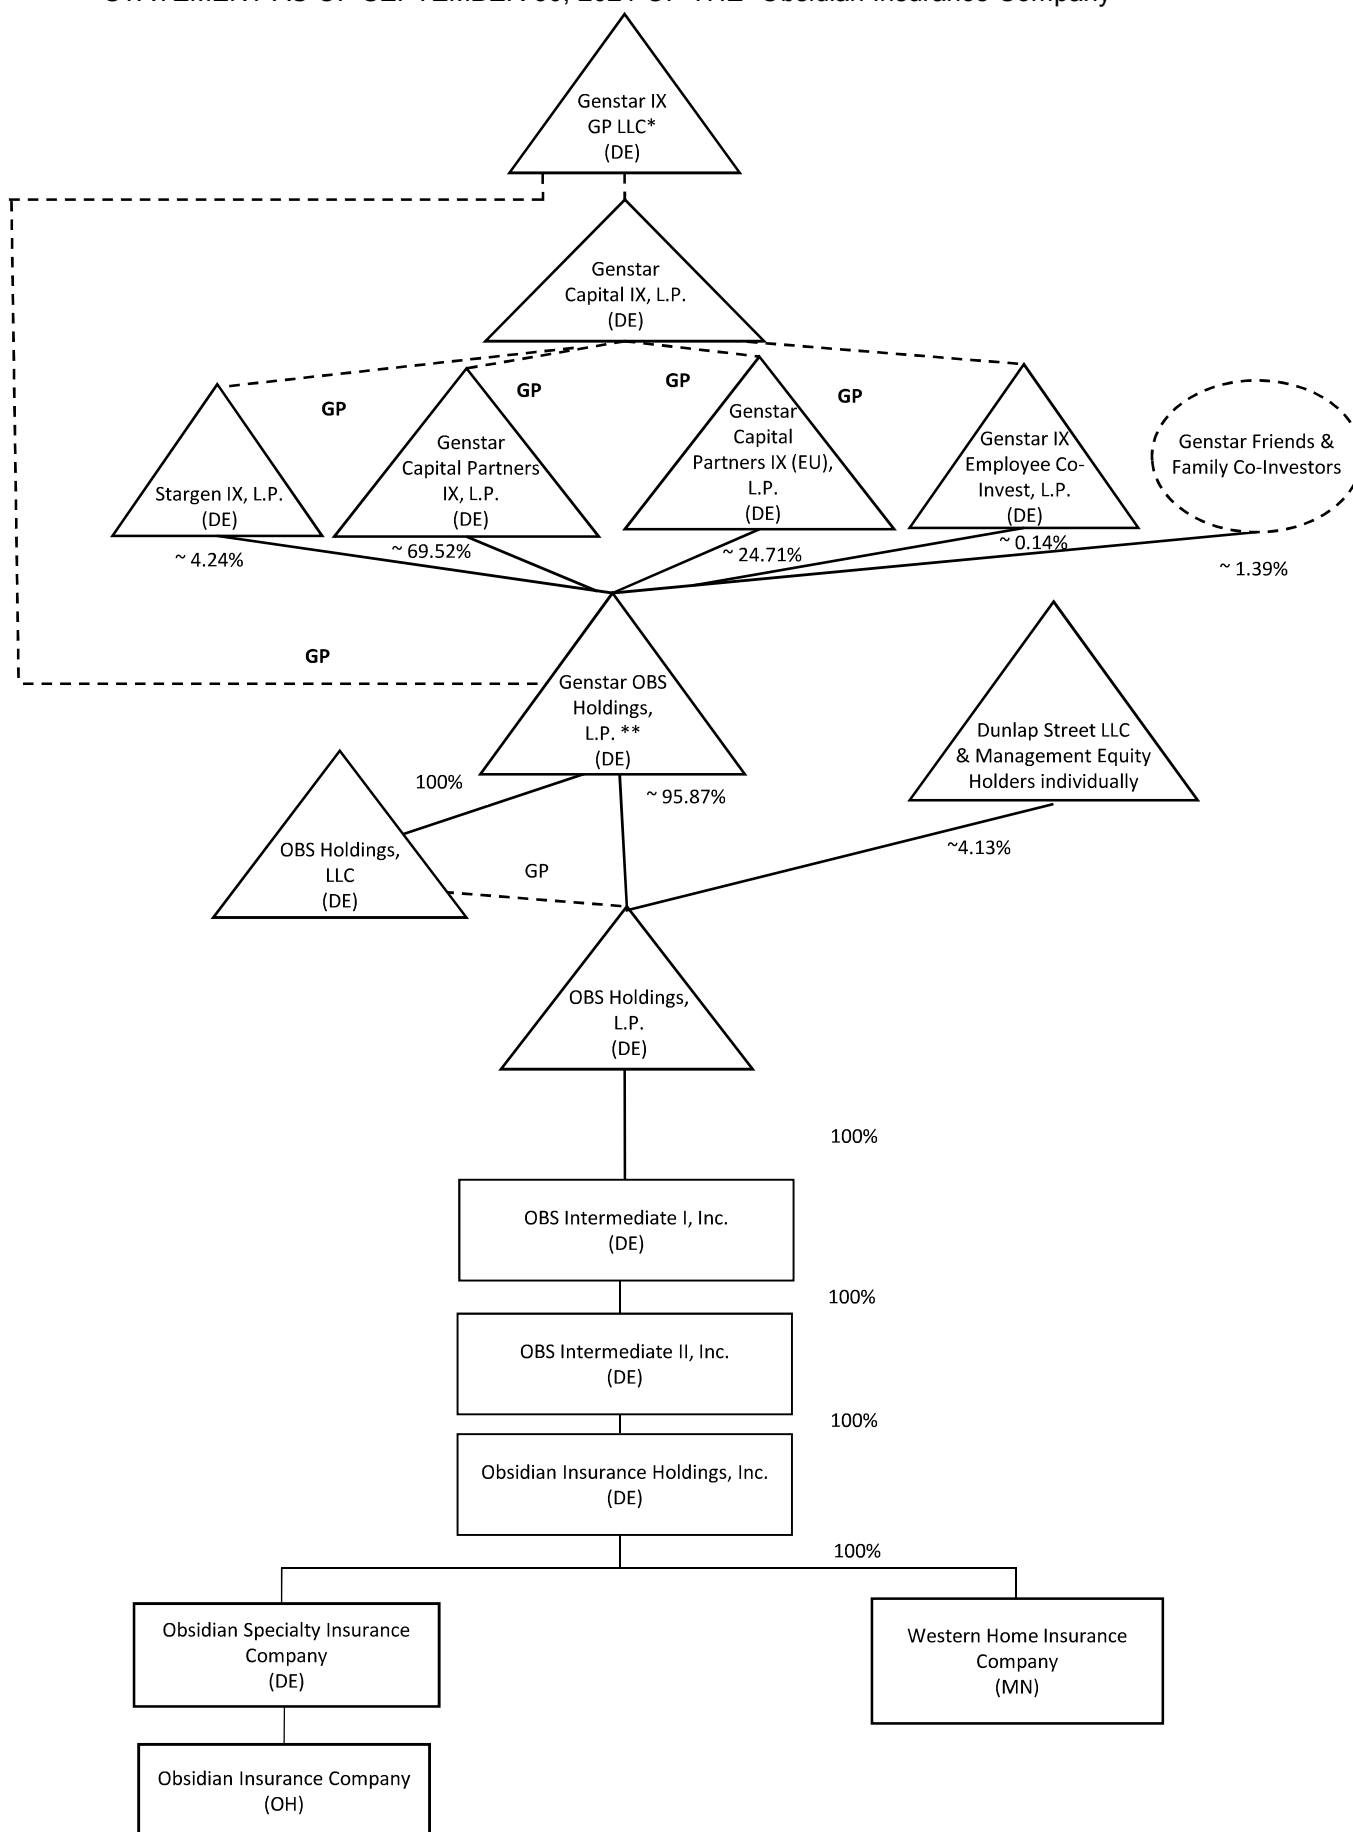 Obsidian Insurance Company
Genstar IX
GP LLC*
(DE)
Genstar
Capital IX, L.P.
(DE)
GP
GP
GP
GP
Stargen IX, L.P.
(DE)
Genstar
Capital Partners
IX, L.P.
(DE)
Genstar
Capital
Partners IX (EU),
L.P.
(DE)
Genstar IX
Employee Co-
Invest, L.P.
(DE)
Genstar Friends &
Family Co-Investors
~ 4.24%
~ 69.52%
~ 24.71%
~ 0.14%
~ 1.39%
GP
Genstar OBS
Holdings,
L.P. **
(DE)
Dunlap Street LLC
& Management Equity
Holders individually
100%
~ 95.87%
~4.13%
OBS Holdings,
LLC
(DE)
GP
OBS Holdings,
L.P.
(DE)
100%
OBS Intermediate I, Inc.
(DE)
100%
OBS Intermediate II, Inc.
(DE)
100%
Obsidian Insurance Holdings, Inc.
(DE)
100%
Obsidian Specialty Insurance
Company
(DE)
Western Home Insurance
Company
(MN)
Obsidian Insurance Company
(OH)